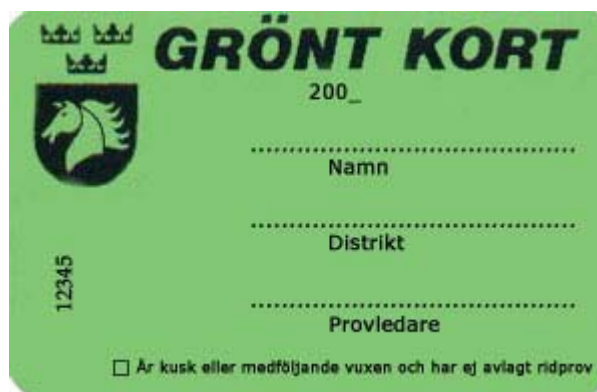 GRÖNT KORT
200_
Namn
Distrikt
Provledare
12345
Är kusk eller medföljande vuxen och har ej avlagt ridprov